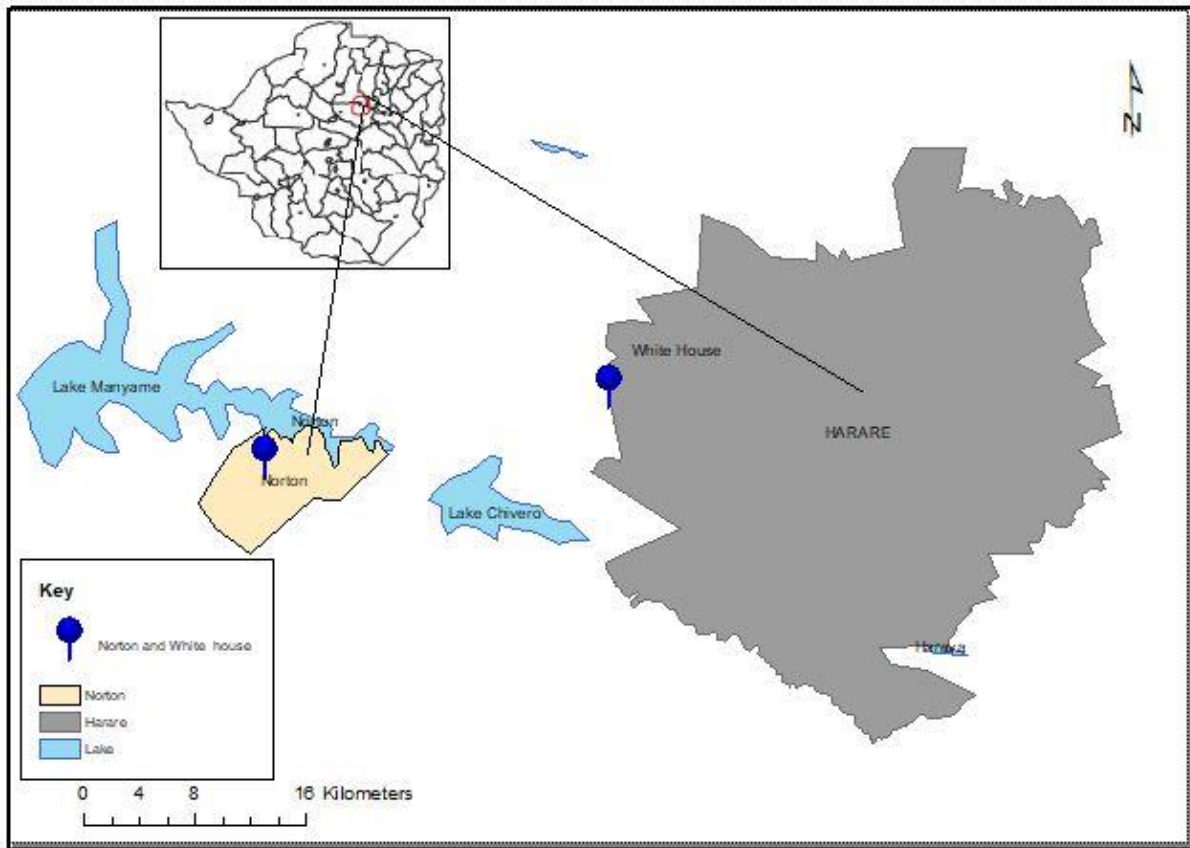 N
White House
Lake Manyame
Norton
HARARE
Norton
Lake Chivero
Key
Norton and White house
Norton
Harare
Lake
0 4 8 16 Kilometers